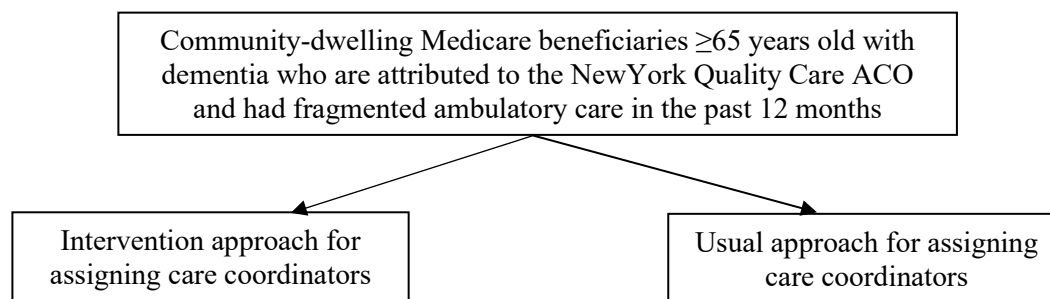 Community-dwelling Medicare beneficiaries ≥65 years old with
dementia who are attributed to the NewYork Quality Care ACO
and had fragmented ambulatory care in the past 12 months
Intervention approach for
assigning care coordinators
Usual approach for assigning
care coordinators